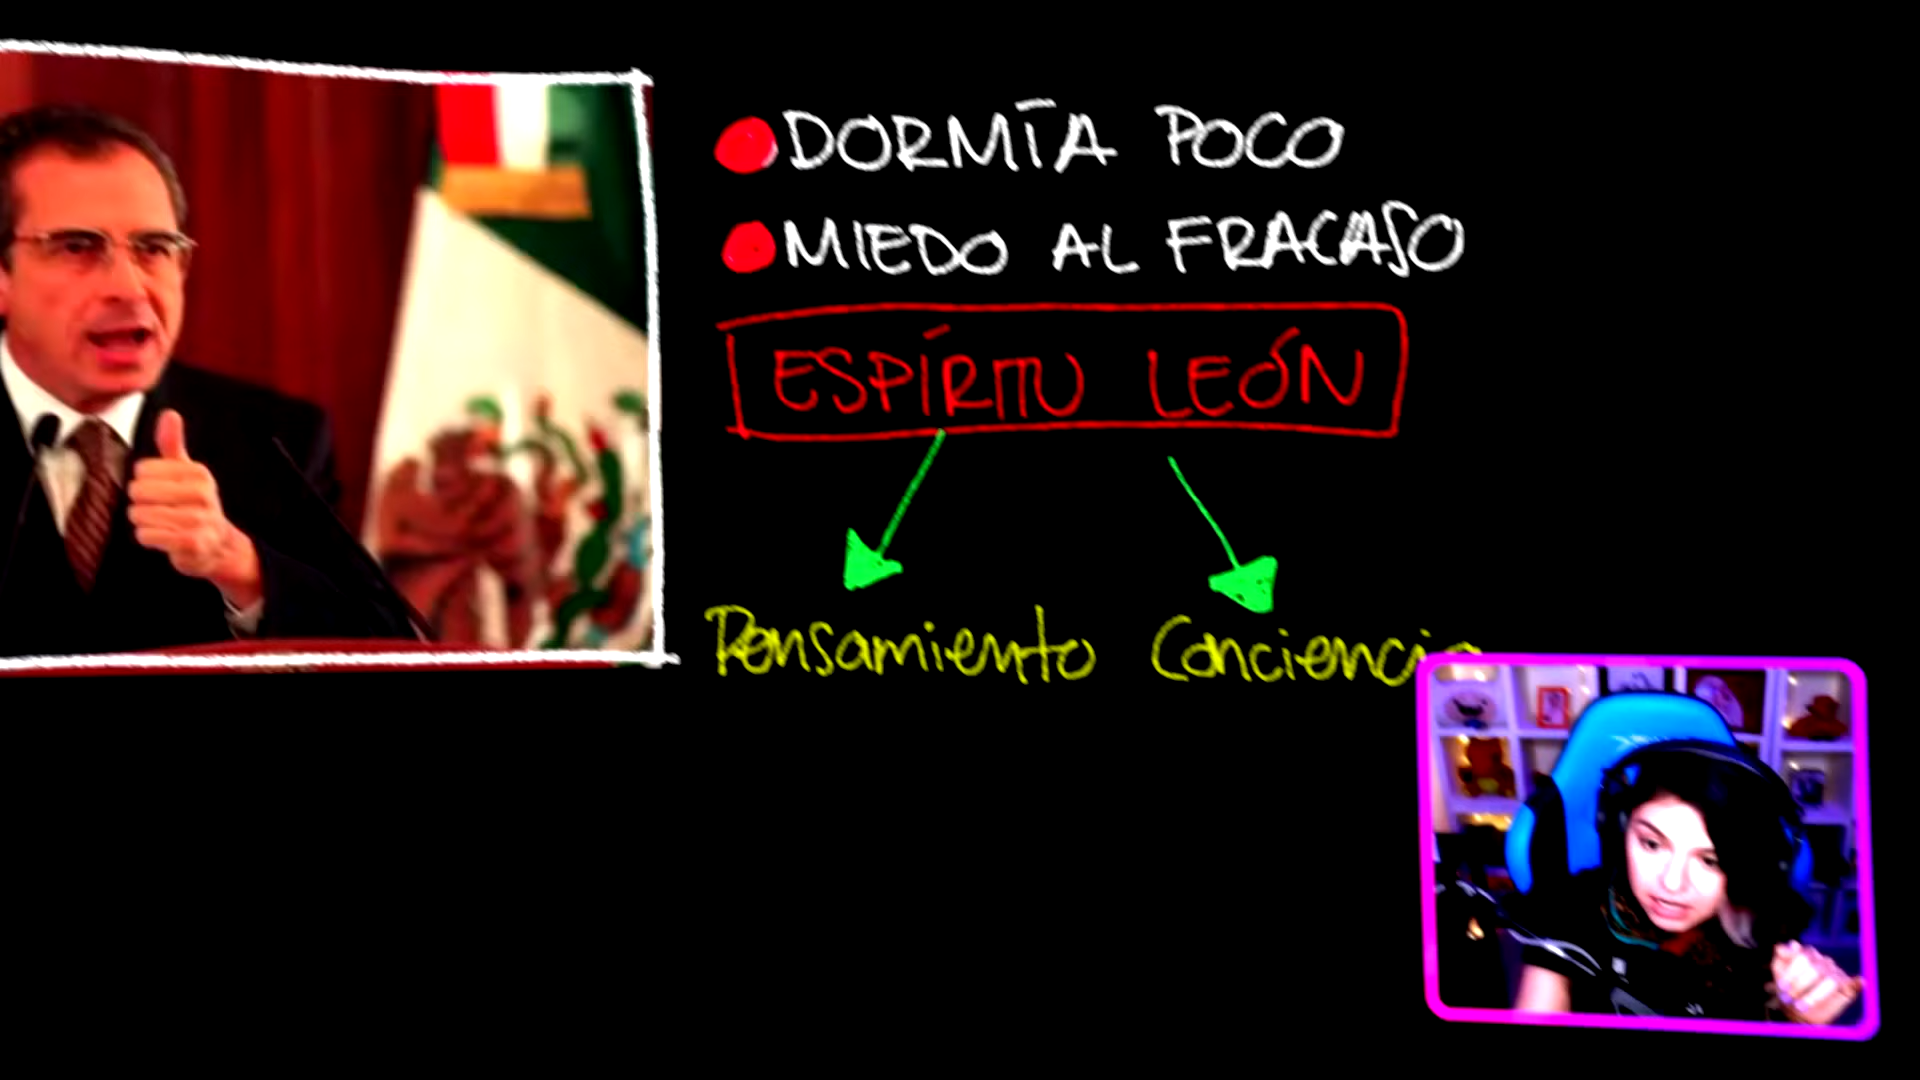 DORMÍA POCO
MIEDO AL FRACASO
ESPÍRITU LEÓN
Pensamiento Conciencia